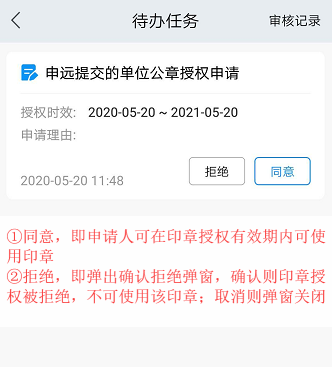 待办任务
审核记录
申远提交的单位公章授权申请
授权时效: 2020-05-20 ~ 2021-05-20
申请理由:
2020-05-20 11:48
拒绝
同意
①同意，即申请人可在印章授权有效期内可使
用印章
②拒绝，即弹出确认拒绝弹窗，确认则印章授
权被拒绝，不可使用该印章；取消则弹窗关闭